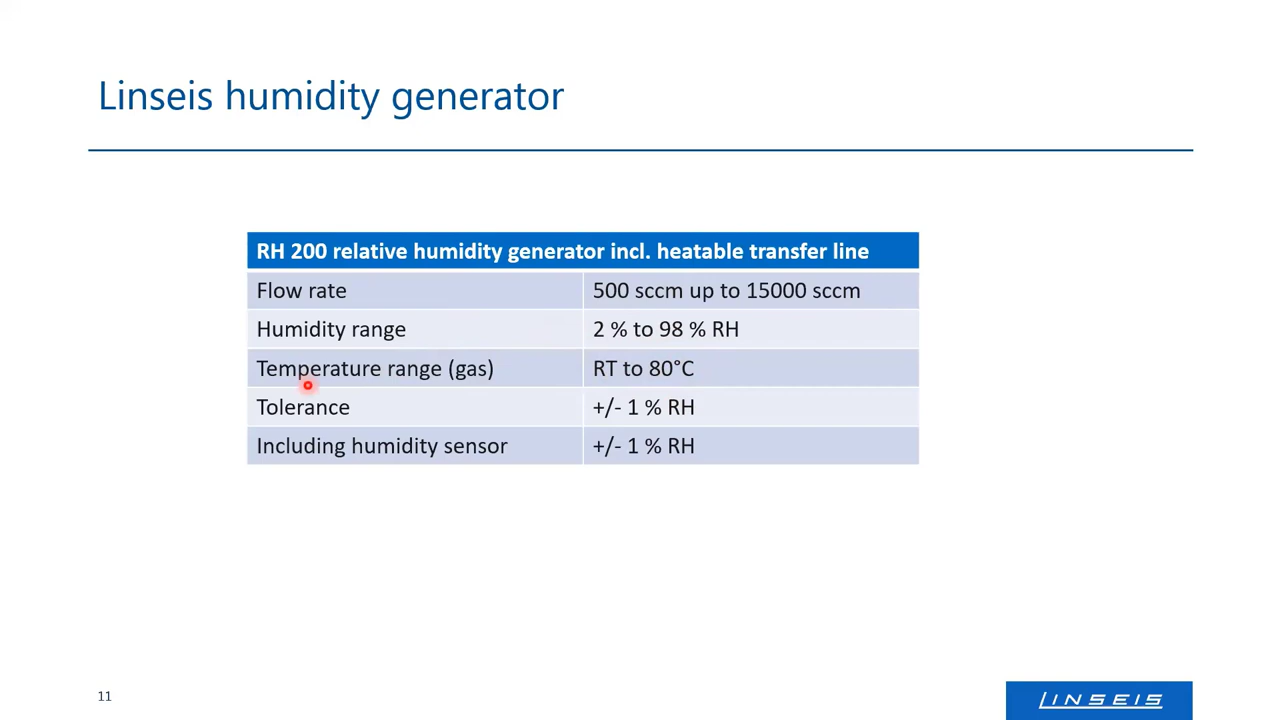 Linseis humidity generator
RH 200 relative humidity generator incl. heatable transfer line
Flow rate 500 sccm up to 15000 sccm
Humidity range 2 % to 98 % RH
Temperature range (gas) RT to 80°C
Tolerance +/- 1 % RH
Including humidity sensor +/- 1 % RH
11
LINSEIS